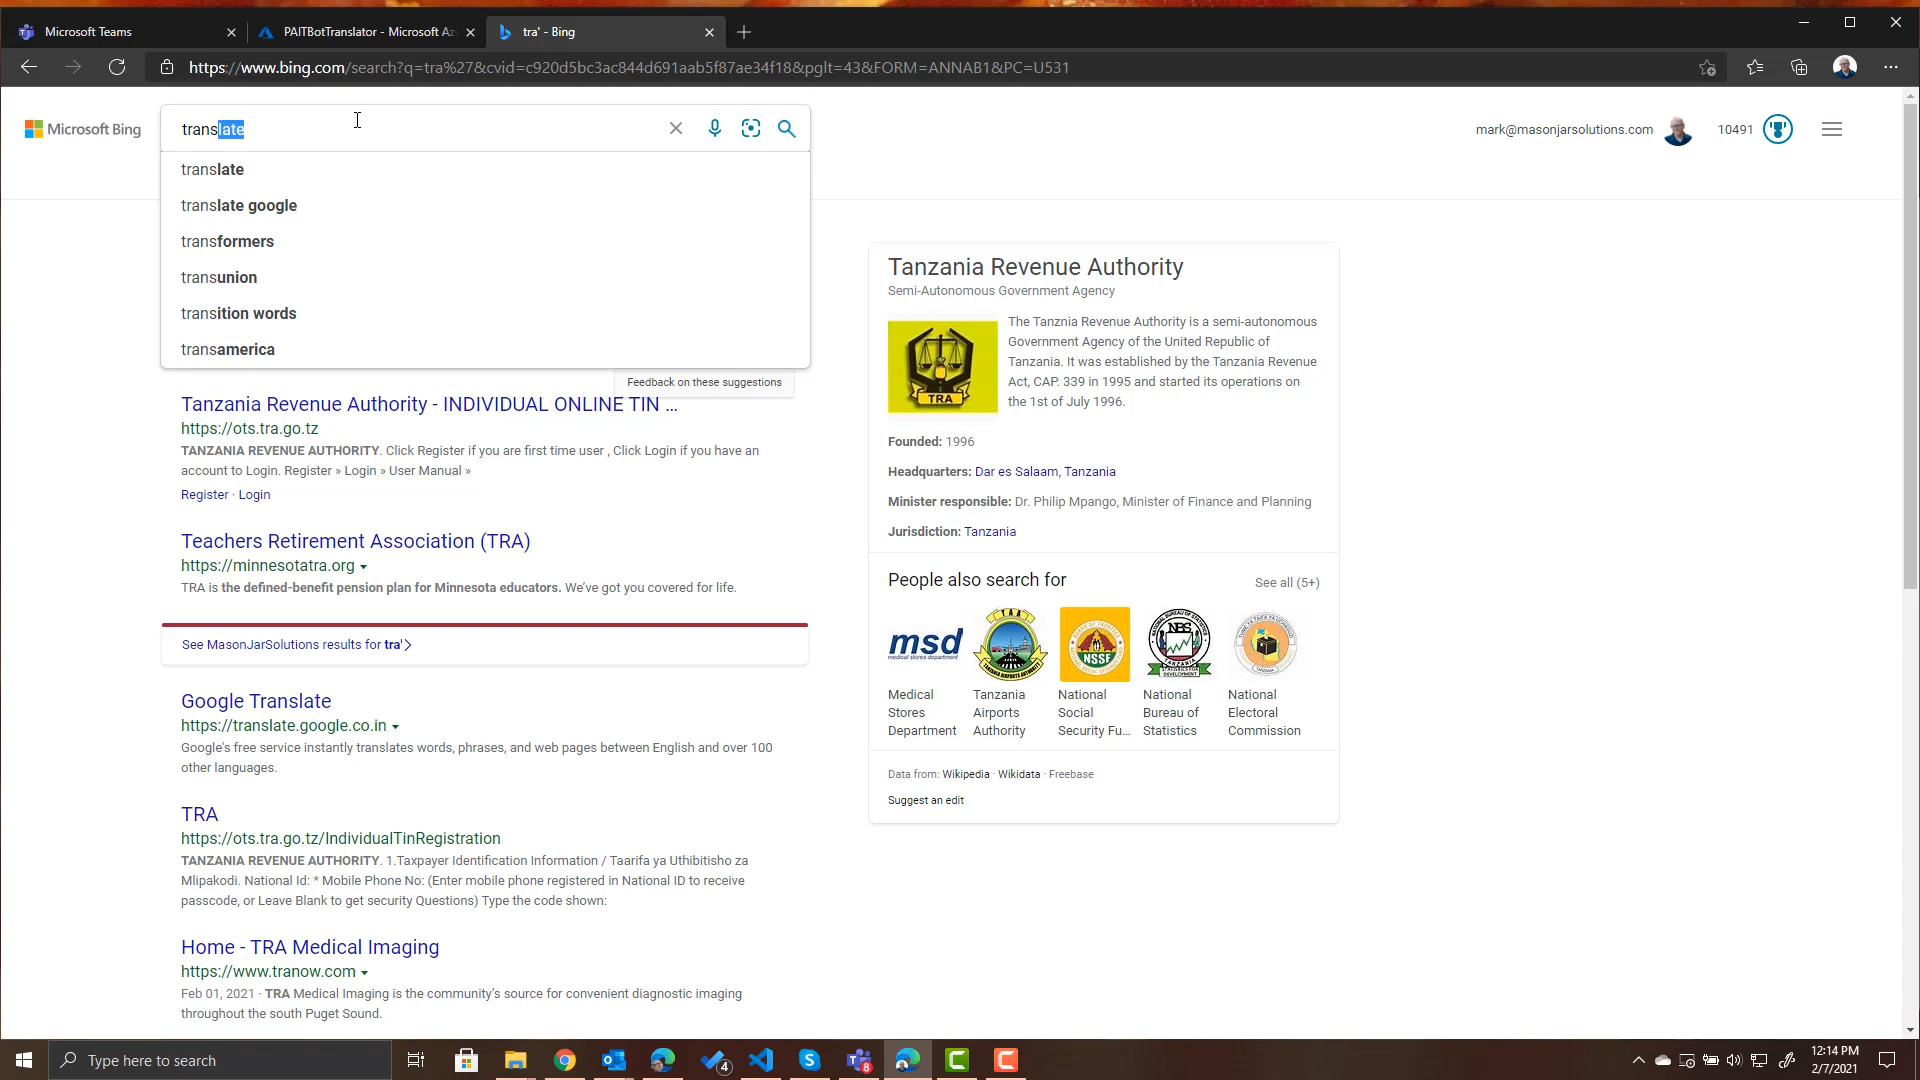 Microsoft Teams
PAITBotTranslator - Microsoft Az
tra' - Bing
https://www.bing.com/search?q=tra%27&cvid=c920d5bc3ac844d691aab5f87ae34f18&pglt=43&FORM=ANNAB1&PC=U531
Microsoft Bing
translate
mark@masonjarsolutions.com
10491
translate
translate google
transformers
transunion
transition words
transamerica
Feedback on these suggestions
Tanzania Revenue Authority - INDIVIDUAL ONLINE TIN ...
https://ots.tra.go.tz
TANZANIA REVENUE AUTHORITY. Click Register if you are first time user , Click Login if you have an
account to Login. Register » Login » User Manual »
Register · Login
Teachers Retirement Association (TRA)
https://minnesotatra.org
TRA is the defined-benefit pension plan for Minnesota educators. We've got you covered for life.
See MasonJarSolutions results for tra'
Google Translate
https://translate.google.co.in
Google's free service instantly translates words, phrases, and web pages between English and over 100
other languages.
TRA
https://ots.tra.go.tz/IndividualTinRegistration
TANZANIA REVENUE AUTHORITY. 1.Taxpayer Identification Information / Taarifa ya Uthibitisho za
Mlipakodi. National Id: * Mobile Phone No: (Enter mobile phone registered in National ID to receive
passcode, or Leave Blank to get security Questions) Type the code shown:
Home - TRA Medical Imaging
https://www.tranow.com
Feb 01, 2021 · TRA Medical Imaging is the community's source for convenient diagnostic imaging
throughout the south Puget Sound.
Tanzania Revenue Authority
Semi-Autonomous Government Agency
TRA
The Tanznia Revenue Authority is a semi-autonomous
Government Agency of the United Republic of
Tanzania. It was established by the Tanzania Revenue
Act, CAP. 339 in 1995 and started its operations on
the 1st of July 1996.
Founded: 1996
Headquarters: Dar es Salaam, Tanzania
Minister responsible: Dr. Philip Mpango, Minister of Finance and Planning
Jurisdiction: Tanzania
People also search for
See all (5+)
msd
medical stores department
TAA
NSSF
NBS
Medical
Stores
Department
Tanzania
Airports
Authority
National
Social
Security Fu...
National
Bureau of
Statistics
National
Electoral
Commission
Data from: Wikipedia · Wikidata · Freebase
Suggest an edit
Type here to search
4
8
12:14 PM
2/7/2021